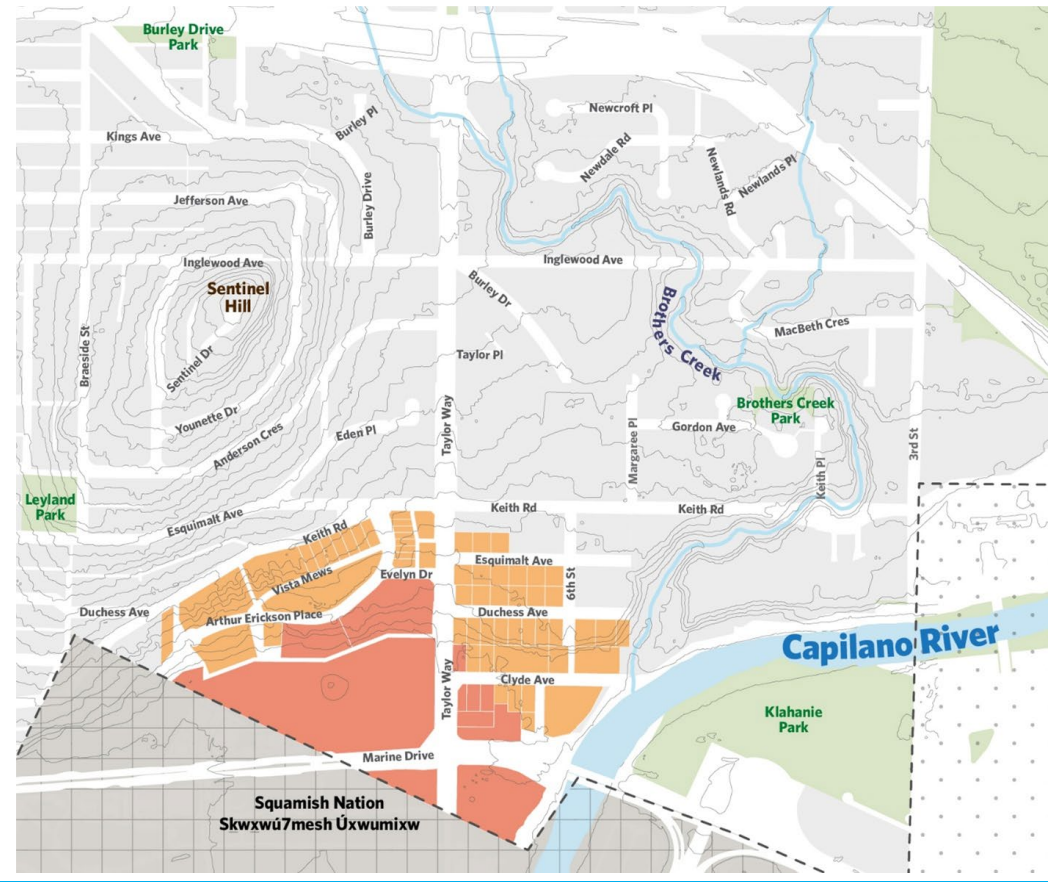 Burley Drive
Park
Newcroft Pl
Burley Pl
Kings Ave
Newdale Rd
Newlands Rd
Newlands Pl
Jefferson Ave
Burley Drive
Inglewood Ave
Inglewood Ave
Sentinel
Hill
Burley Dr
Brothers Creek
MacBeth Cres
Braeside St
Sentinel Dr
Taylor Pl
Younette Dr
Anderson Cres
Eden Pl
Taylor Way
Margaree Pl
Gordon Ave
Brothers Creek
Park
3rd St
Keith Pl
Leyland
Park
Esquimalt Ave
Keith Rd
Keith Rd
Keith Rd
Esquimalt Ave
Vista Mews
Evelyn Dr
6th St
Duchess Ave
Arthur Erickson Place
Duchess Ave
Capilano River
Taylor Way
Clyde Ave
Klahanie
Park
Marine Drive
Squamish Nation
Skwxwú7mesh Úxwumixw